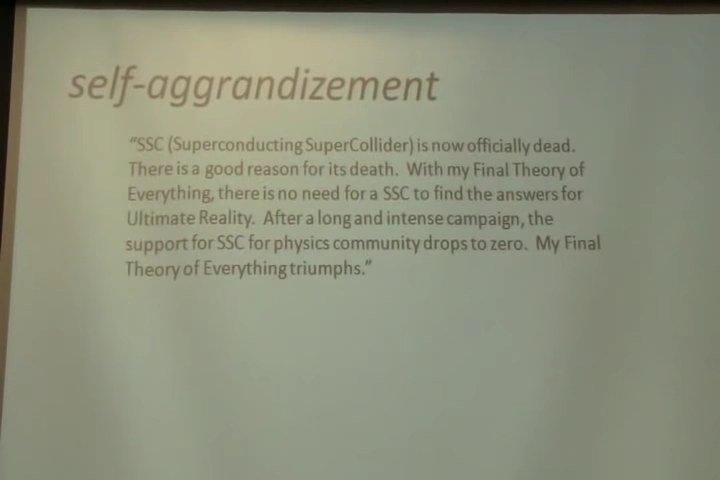 self-aggrandizement
“SSC (Superconducting SuperCollider) is now officially dead.
There is a good reason for its death. With my Final Theory of
Everything, there is no need for a SSC to find the answers for
Ultimate Reality. After a long and intense campaign, the
support for SSC for physics community drops to zero. My Final
Theory of Everything triumphs.”